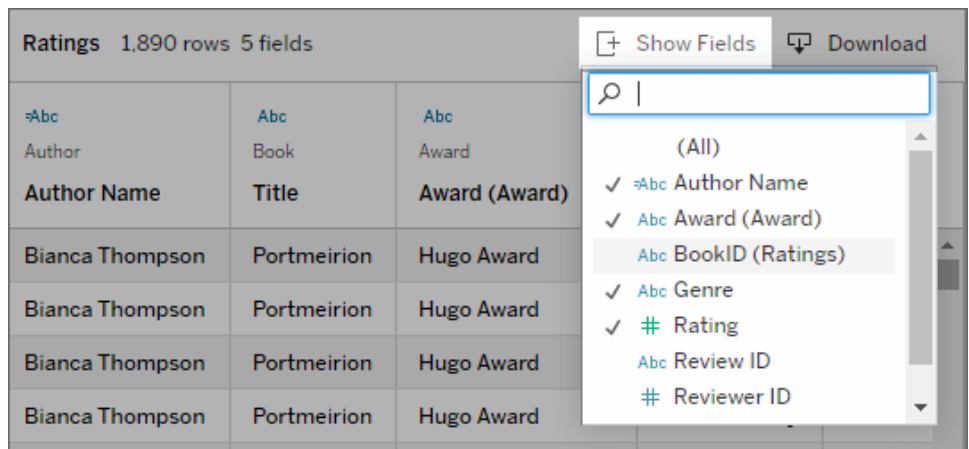 Ratings 1,890 rows 5 fields
Show Fields
Download
=Abc Abc Abc
Author Book Award
Author Name Title Award (Award)
Bianca Thompson Portmeirion Hugo Award
Bianca Thompson Portmeirion Hugo Award
Bianca Thompson Portmeirion Hugo Award
Bianca Thompson Portmeirion Hugo Award
(All)
✓ =Abc Author Name
✓ Abc Award (Award)
Abc BookID (Ratings)
✓ Abc Genre
✓ # Rating
Abc Review ID
# Reviewer ID